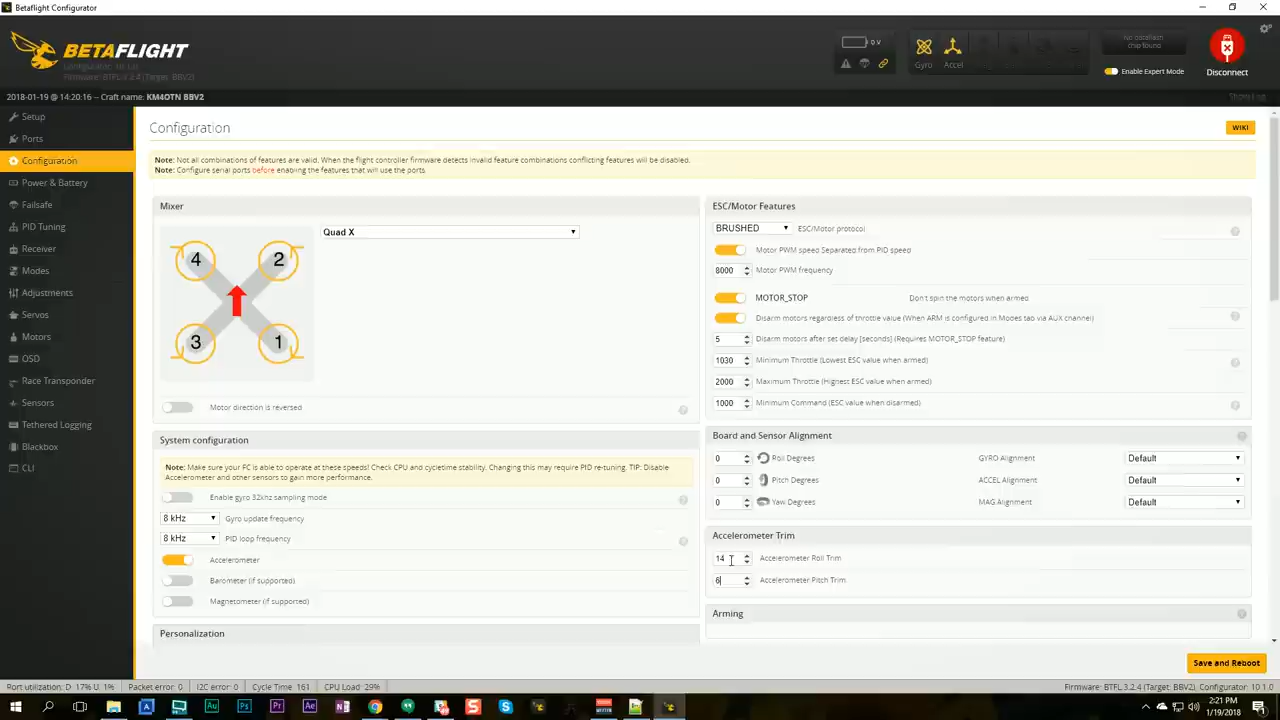 Betaflight Configurator
BETAFLIGHT
Firmware: BTFL 3.2.4 (Target: BBV2)
0 V
Gyro
Accel
No dataflash
chip found
Enable Expert Mode
Disconnect
2018-01-19 @ 14:20:16 -- Craft name: KM4OTN BBV2
Show Log
Setup
Ports
Configuration
Power & Battery
Failsafe
PID Tuning
Receiver
Modes
Adjustments
Servos
Motors
OSD
Race Transponder
Sensors
Tethered Logging
Blackbox
CLI
Configuration
WIKI
Note: Not all combinations of features are valid. When the flight controller firmware detects invalid feature combinations conflicting features will be disabled.
Note: Configure serial ports before enabling the features that will use the ports.
Mixer
4
2
3
1
Quad X
Motor direction is reversed
System configuration
Note: Make sure your FC is able to operate at these speeds! Check CPU and cycletime stability. Changing this may require PID re-tuning. TIP: Disable
Accelerometer and other sensors to gain more performance.
Enable gyro 32khz sampling mode
8 kHz Gyro update frequency
8 kHz PID loop frequency
Accelerometer
Barometer (if supported)
Magnetometer (if supported)
Personalization
ESC/Motor Features
BRUSHED ESC/Motor protocol
Motor PWM speed Separated from PID speed
8000 Motor PWM frequency
MOTOR_STOP Don't spin the motors when armed
Disarm motors regardless of throttle value (When ARM is configured in Modes tab via AUX channel)
5 Disarm motors after set delay [seconds] (Requires MOTOR_STOP feature)
1030 Minimum Throttle (Lowest ESC value when armed)
2000 Maximum Throttle (Highest ESC value when armed)
1000 Minimum Command (ESC value when disarmed)
Board and Sensor Alignment
0 Roll Degrees GYRO Alignment Default
0 Pitch Degrees ACCEL Alignment Default
0 Yaw Degrees MAG Alignment Default
Accelerometer Trim
14 Accelerometer Roll Trim
6 Accelerometer Pitch Trim
Arming
Save and Reboot
Port utilization: D: 17% U: 1% Packet error: 0 I2C error: 0 Cycle Time: 161 CPU Load: 29% Firmware: BTFL 3.2.4 (Target: BBV2), Configurator: 10.1.0
2:21 PM
1/19/2018